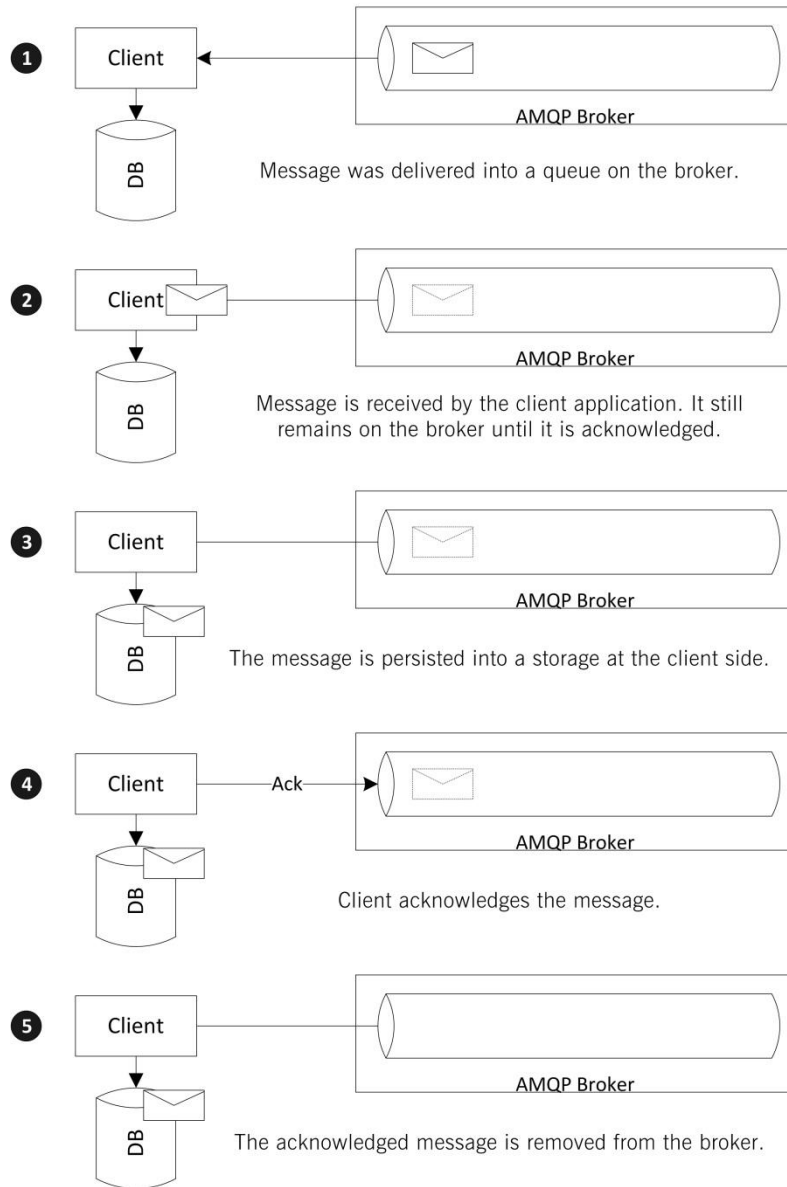 1
Client
DB
AMQP Broker
Message was delivered into a queue on the broker.
2
Client
DB
AMQP Broker
Message is received by the client application. It still
remains on the broker until it is acknowledged.
3
Client
DB
AMQP Broker
The message is persisted into a storage at the client side.
4
Client
Ack
DB
AMQP Broker
Client acknowledges the message.
5
Client
DB
AMQP Broker
The acknowledged message is removed from the broker.